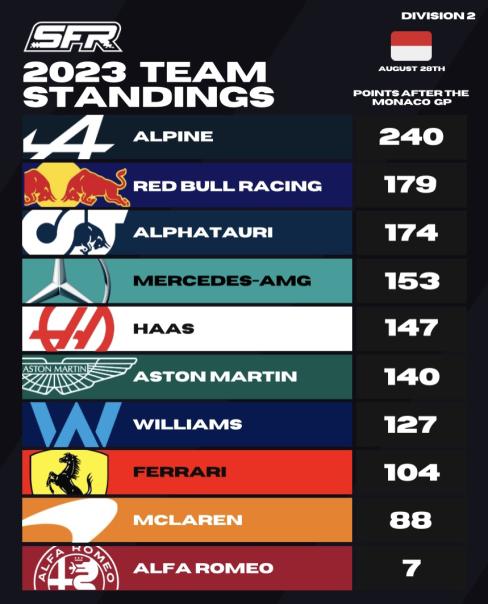 DIVISION 2
SFR
AUGUST 28TH
2023 TEAM
STANDINGS
POINTS AFTER THE
MONACO GP
ALPINE 240
RED BULL RACING 179
ALPHATAURI 174
MERCEDES-AMG 153
HAAS 147
ASTON MARTIN ASTON MARTIN 140
WILLIAMS 127
FERRARI 104
MCLAREN 88
ALFA ROMEO ALFA ROMEO 7